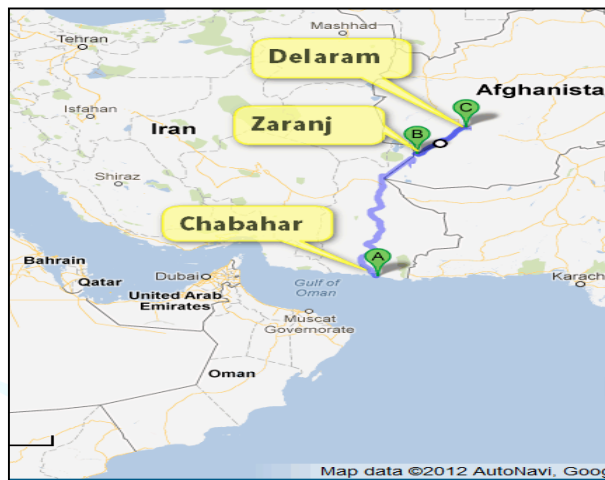 Tehran
Mashhad
Delaram
Afghanista
C
Isfahan
Iran
Zaranj
B
Shiraz
Chabahar
A
Bahrain
Qatar
Dubai
Gulf of
Oman
Karach
United Arab
Emirates
Muscat
Governorate
Oman
Map data ©2012 AutoNavi, Goog